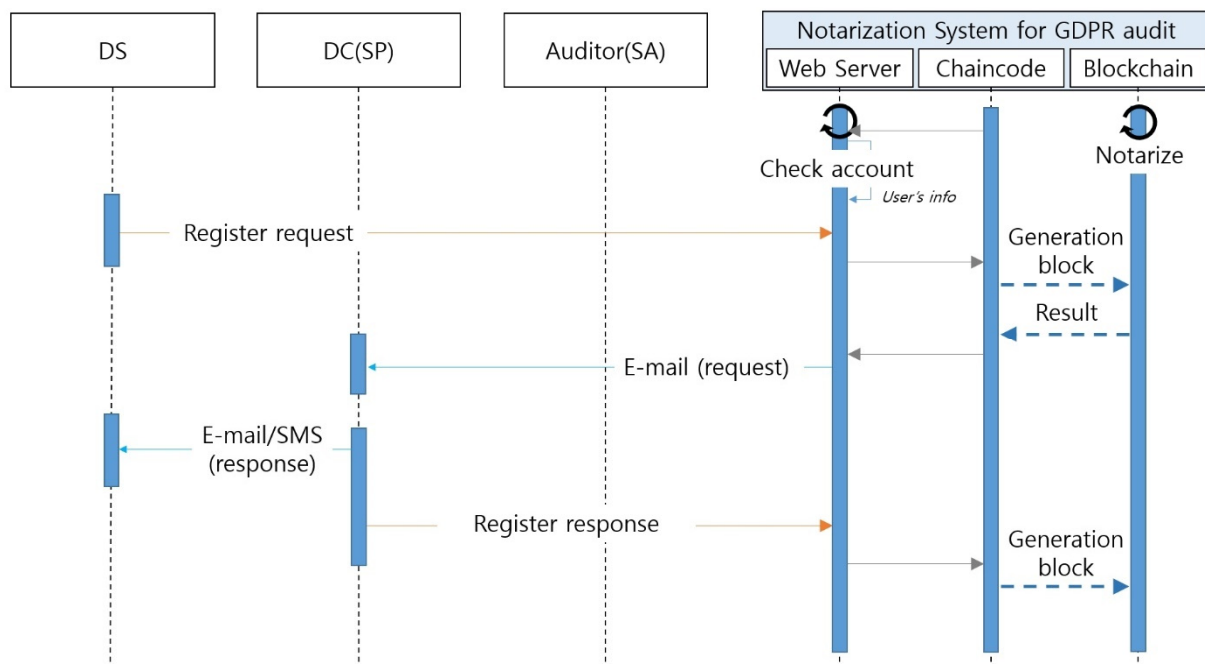 DS
DC(SP)
Auditor(SA)
Notarization System for GDPR audit
Web Server
Chaincode
Blockchain
Notarize
Check account
User's info
Register request
Generation
block
Result
E-mail (request)
E-mail/SMS
(response)
Register response
Generation
block